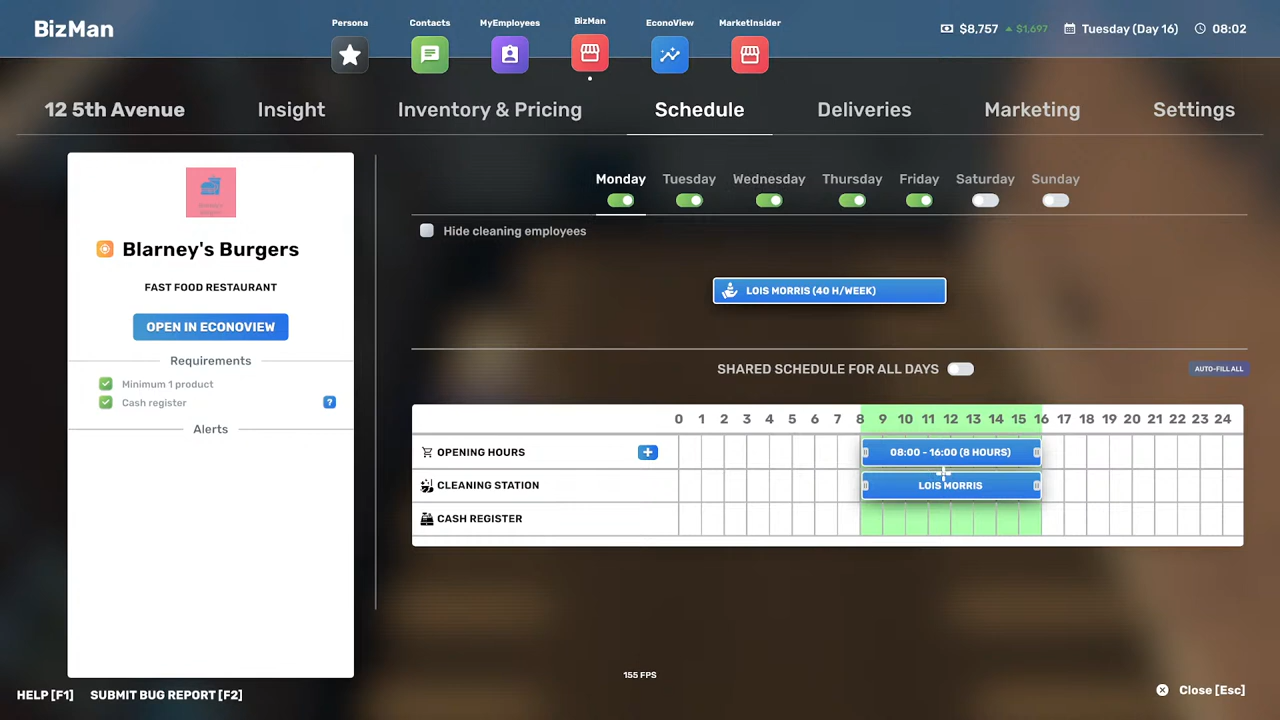 BizMan
Persona
Contacts
MyEmployees
BizMan
EconoView
MarketInsider
$8,757 ▲ $1,697
Tuesday (Day 16)
08:02
12 5th Avenue
Insight
Inventory & Pricing
Schedule
Deliveries
Marketing
Settings
Blarney's Burgers
FAST FOOD RESTAURANT
OPEN IN ECONOVIEW
Requirements
Minimum 1 product
Cash register
?
Alerts
Monday
Tuesday
Wednesday
Thursday
Friday
Saturday
Sunday
Hide cleaning employees
LOIS MORRIS (40 H/WEEK)
SHARED SCHEDULE FOR ALL DAYS
AUTO-FILL ALL
0 1 2 3 4 5 6 7 8 9 10 11 12 13 14 15 16 17 18 19 20 21 22 23 24
OPENING HOURS
08:00 - 16:00 (8 HOURS)
CLEANING STATION
LOIS MORRIS
CASH REGISTER
155 FPS
HELP [F1]
SUBMIT BUG REPORT [F2]
Close [Esc]